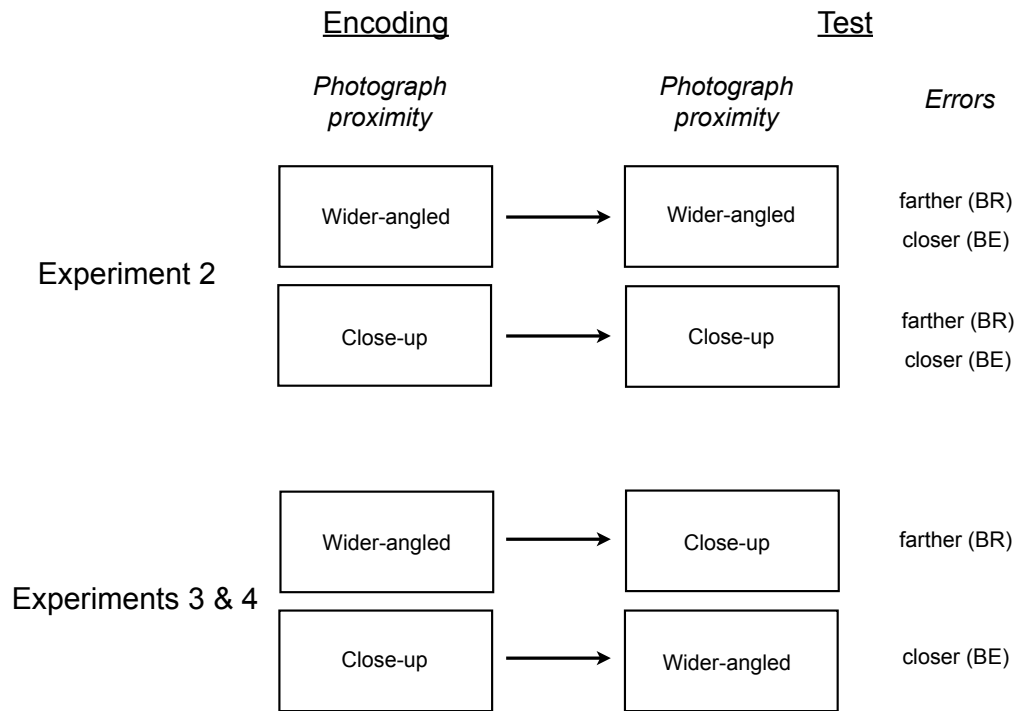 Encoding
Test
Photograph
proximity
Photograph
proximity
Errors
Experiment 2
Wider-angled
Wider-angled
farther (BR)
closer (BE)
Close-up
Close-up
farther (BR)
closer (BE)
Experiments 3 & 4
Wider-angled
Close-up
farther (BR)
Close-up
Wider-angled
closer (BE)